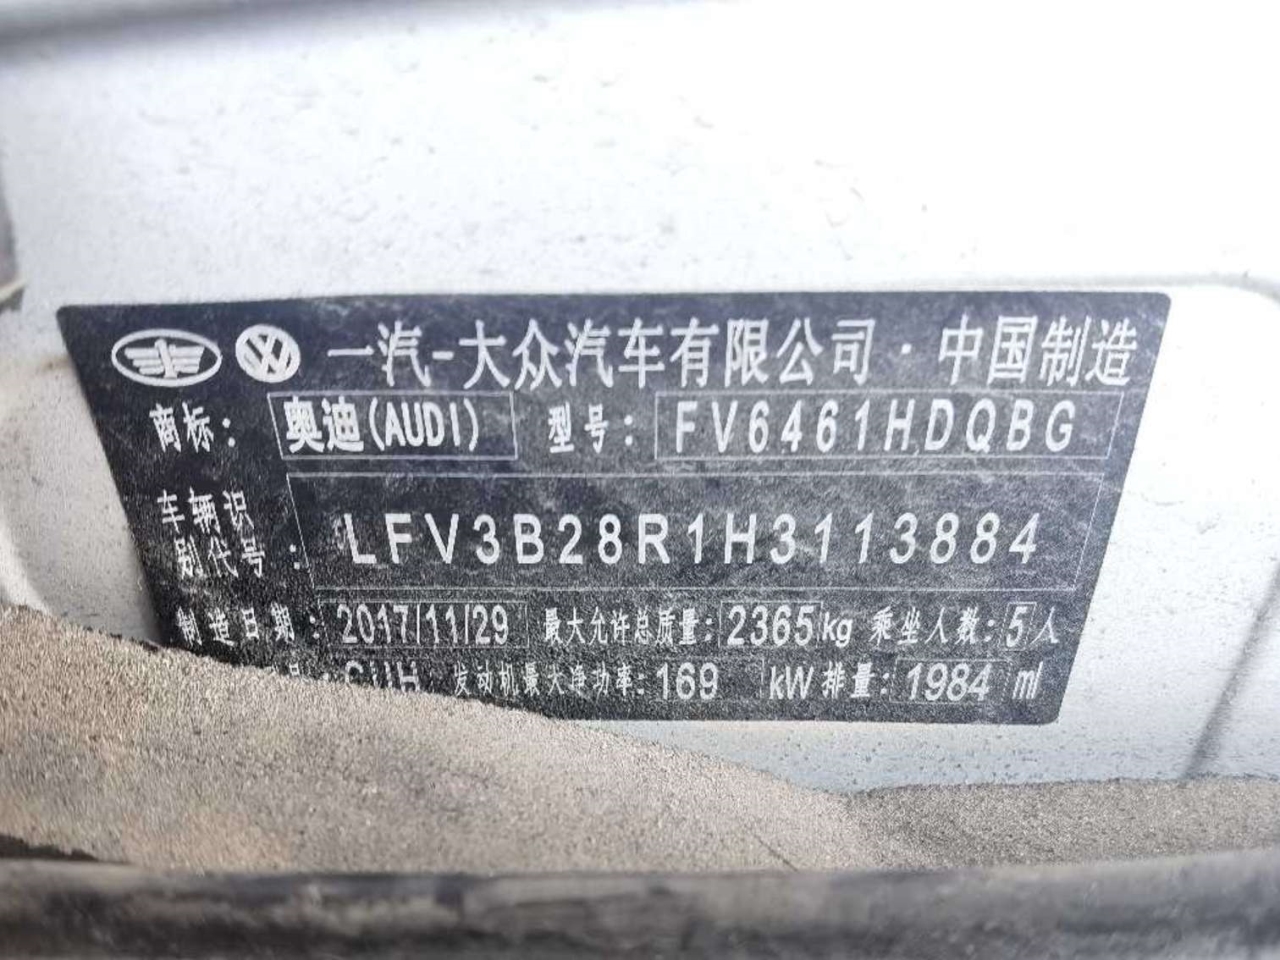 一汽-大众汽车有限公司·中国制造
商标: 奥迪(AUDI) 型号: FV6461HDQBG
车辆识别代号: LFV3B28R1H3113884
制造日期: 2017/11/29 最大允许总质量: 2365kg 乘坐人数: 5人
号: 发动机最大净功率: 169 kW 排量: 1984 ml